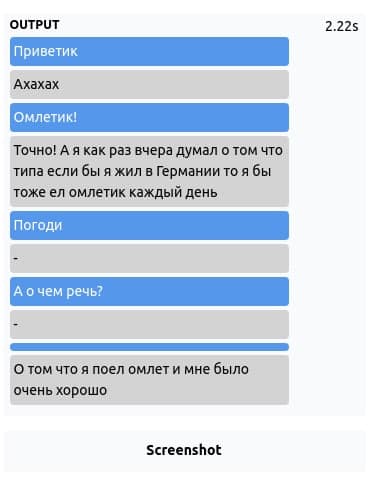 OUTPUT
2.22s
Приветик
Ахахах
Омлетик!
Точно! А я как раз вчера думал о том что
типа если бы я жил в Германии то я бы
тоже ел омлетик каждый день
Погоди
-
А о чем речь?
-
О том что я поел омлет и мне было
очень хорошо
Screenshot